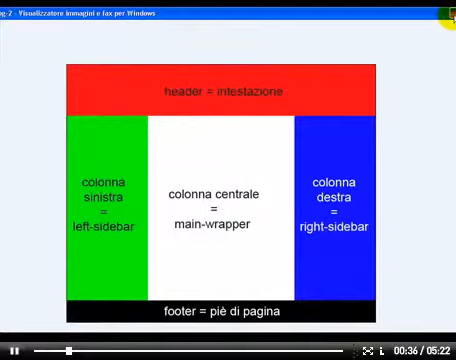 - Visualizzatore immagini e fax per Windows
header = intestazione
colonna
sinistra
=
left-sidebar
colonna centrale
=
main-wrapper
colonna
destra
=
right-sidebar
footer = piè di pagina
00:36 / 05:22